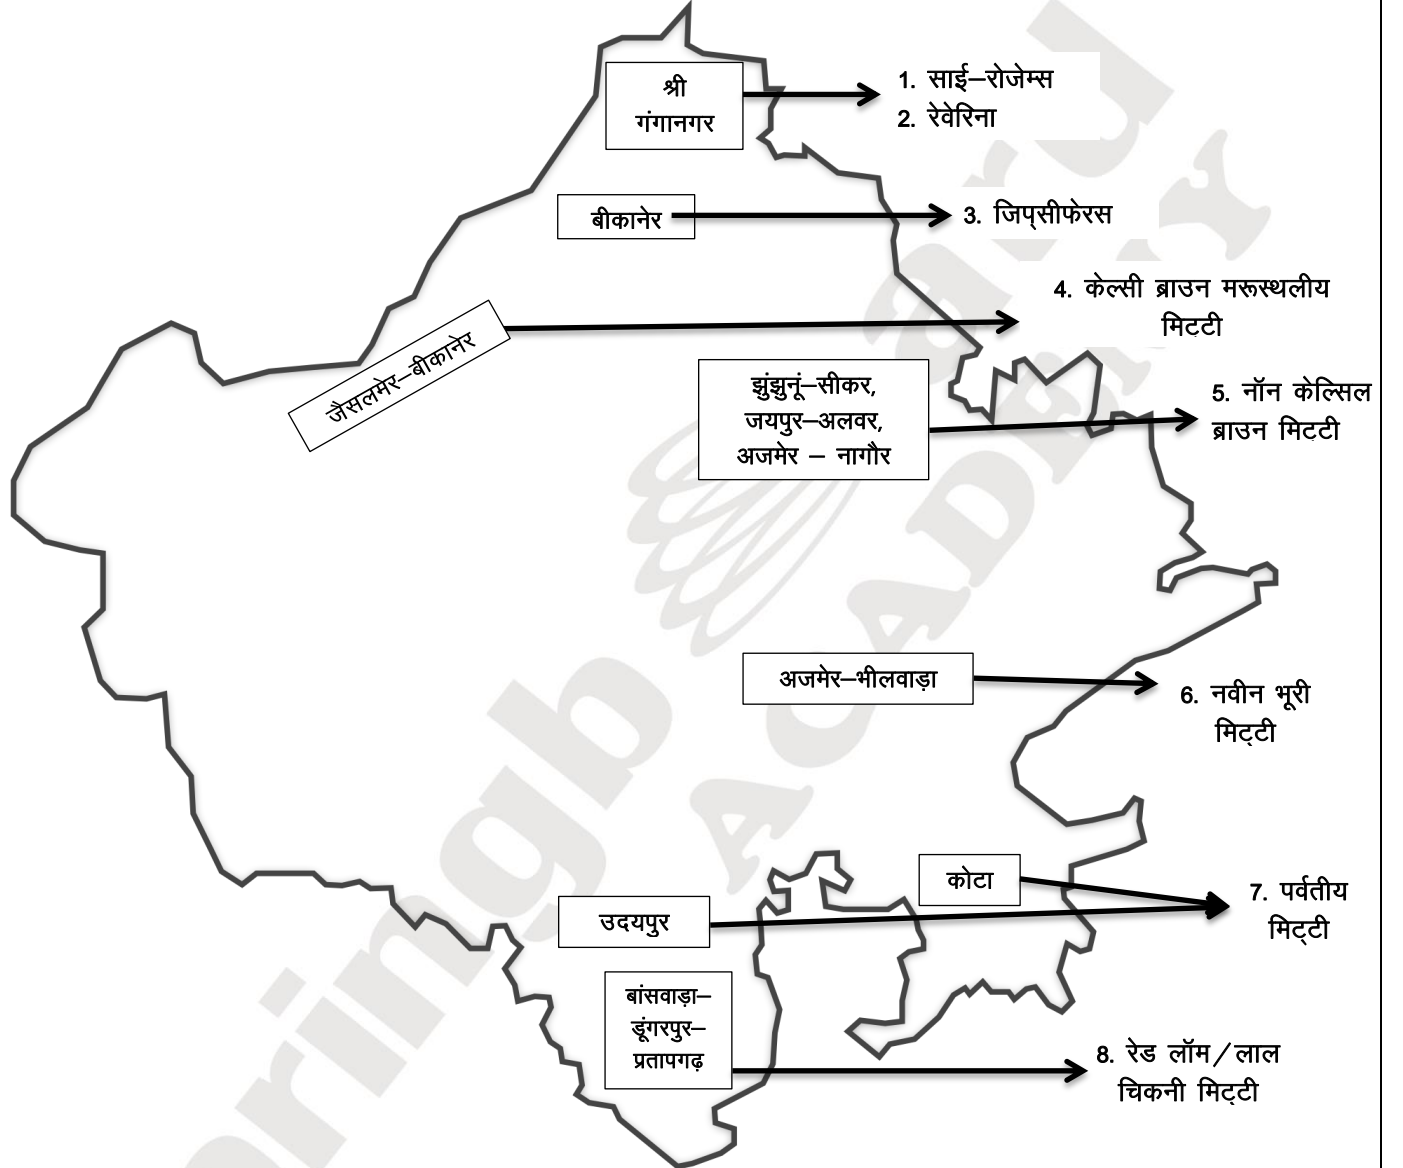 श्री
गंगानगर
1. साई–रोजेम्स
2. रेवेरिना
बीकानेर
3. जिप्सीफेरस
जैसलमेर–बीकानेर
4. केल्सी ब्राउन मरूस्थलीय
मिट्टी
झुंझुनूं–सीकर,
जयपुर–अलवर,
अजमेर – नागौर
5. नॉन केल्सिल
ब्राउन मिट्टी
अजमेर–भीलवाड़ा
6. नवीन भूरी
मिट्टी
कोटा
उदयपुर
7. पर्वतीय
मिट्टी
बांसवाड़ा–
डूंगरपुर–
प्रतापगढ़
8. रेड लॉम/लाल
चिकनी मिट्टी
ACADEMY